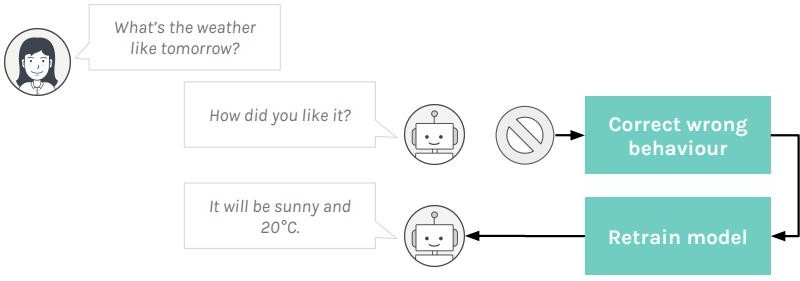 What's the weather
like tomorrow?
How did you like it?
Correct wrong
behaviour
It will be sunny and
20°C.
Retrain model